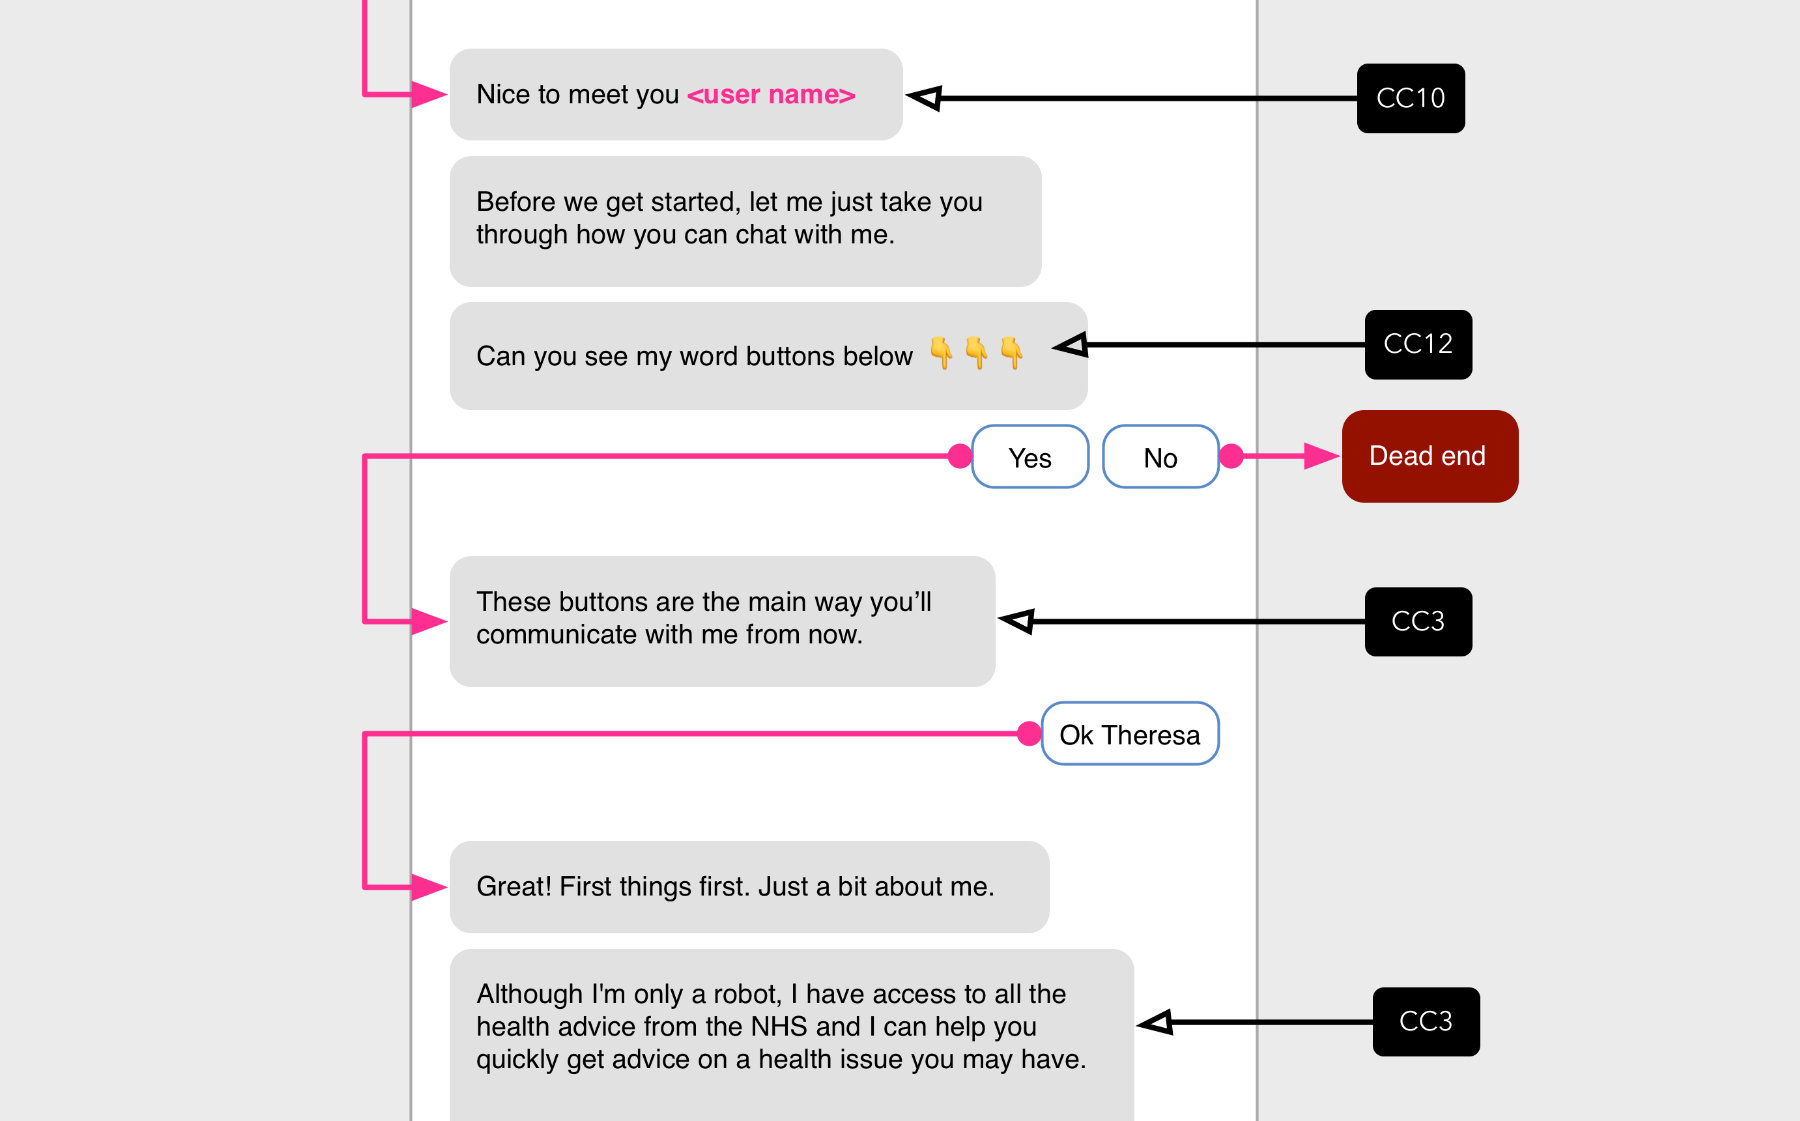 Nice to meet you <user name>
CC10
Before we get started, let me just take you
through how you can chat with me.
Can you see my word buttons below 👇👇👇
CC12
Yes
No
Dead end
These buttons are the main way you’ll
communicate with me from now.
CC3
Ok Theresa
Great! First things first. Just a bit about me.
Although I'm only a robot, I have access to all the
health advice from the NHS and I can help you
quickly get advice on a health issue you may have.
CC3